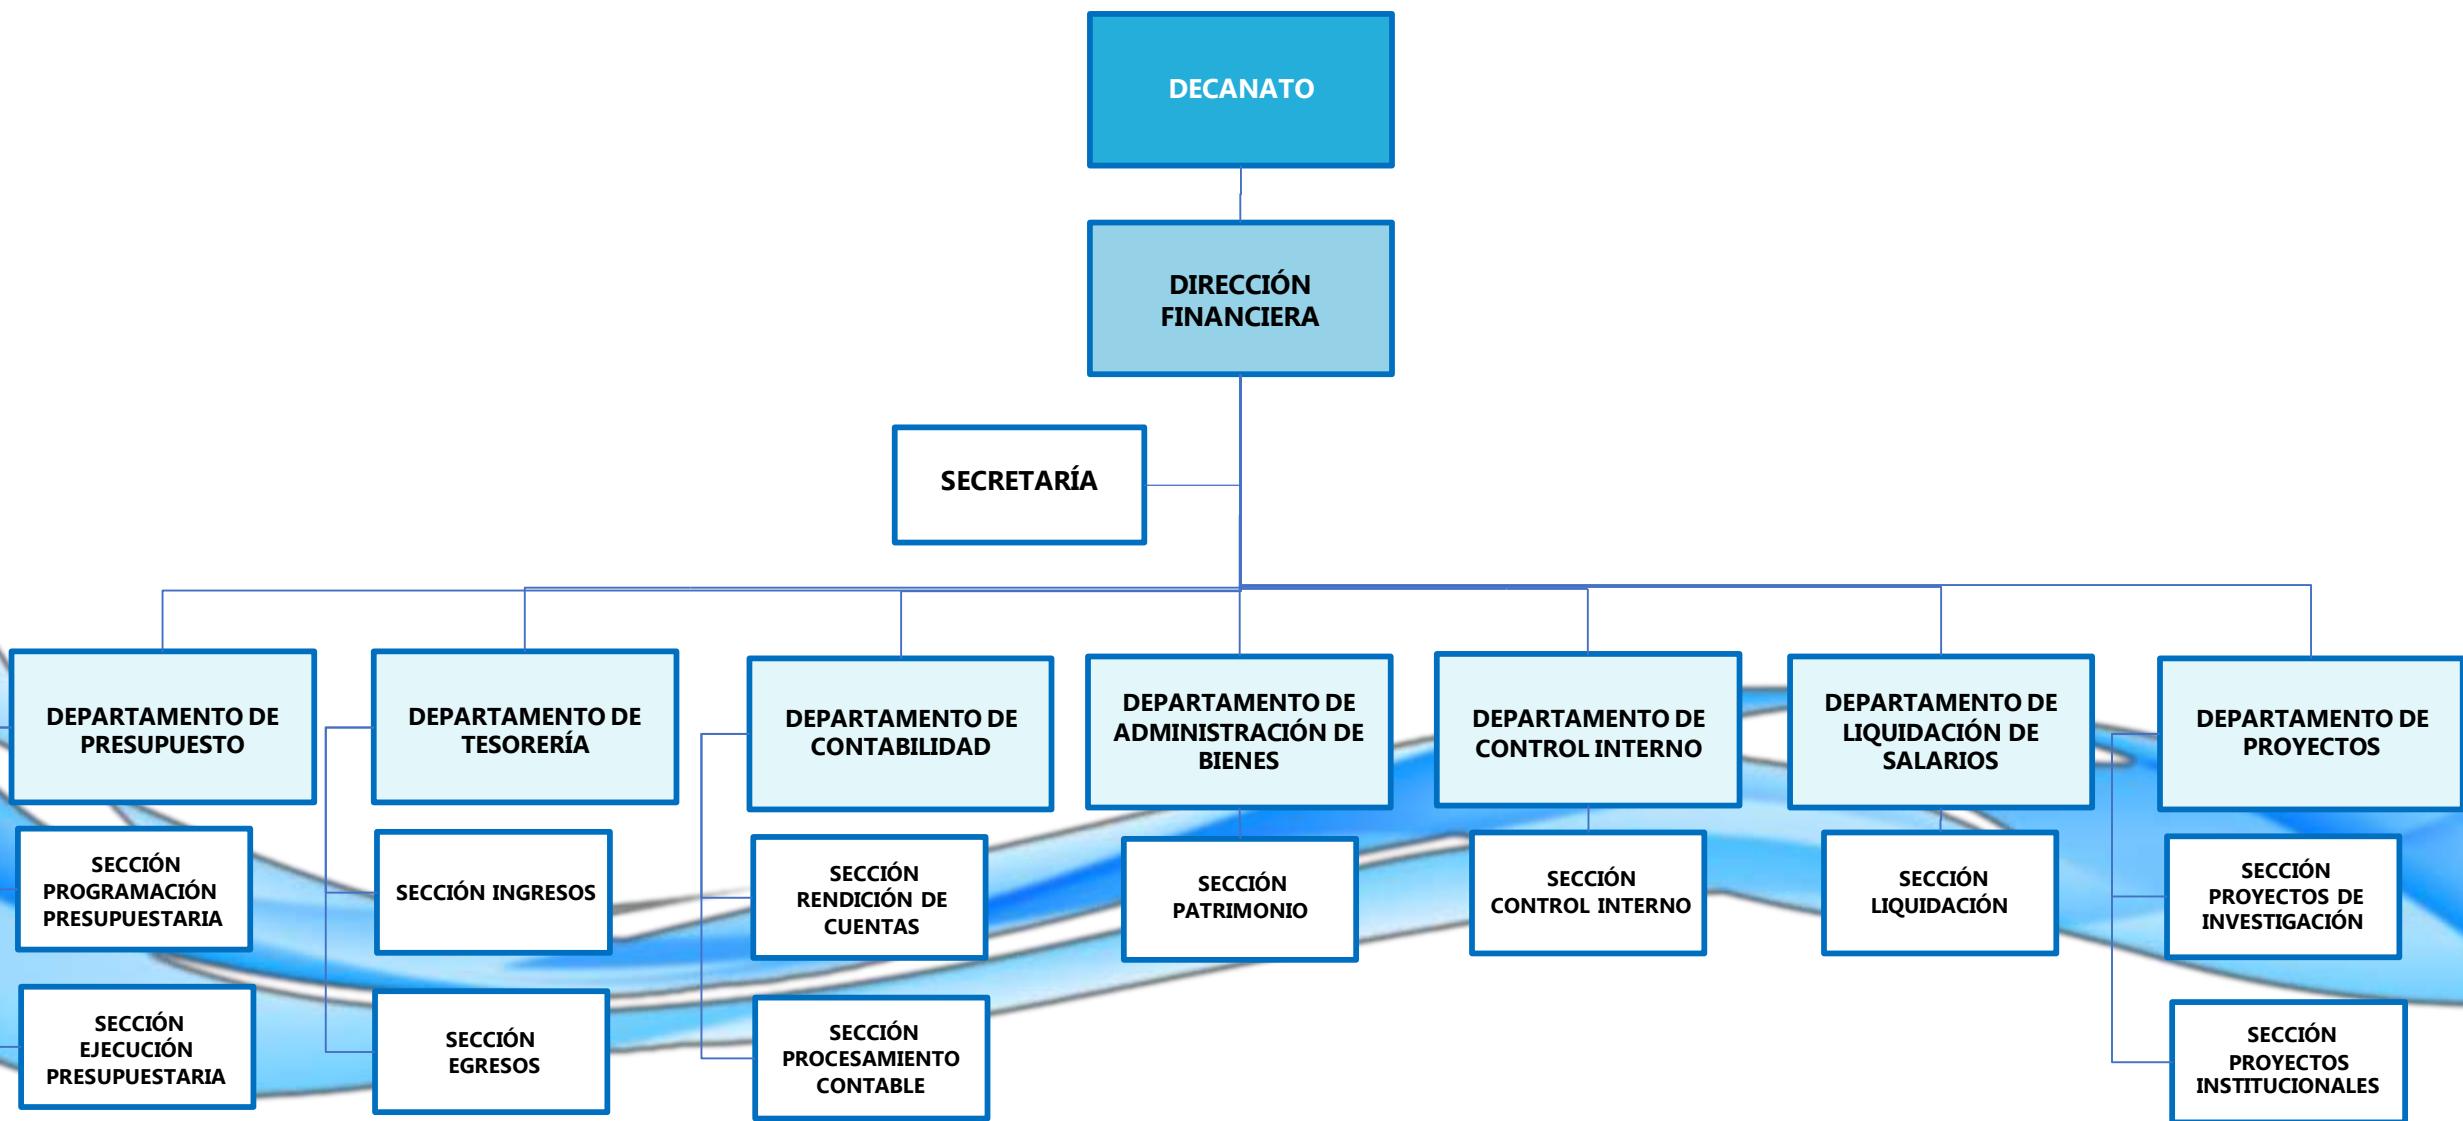 DECANATO
DIRECCIÓN
FINANCIERA
SECRETARÍA
DEPARTAMENTO DE
PRESUPUESTO
DEPARTAMENTO DE
TESORERÍA
DEPARTAMENTO DE
CONTABILIDAD
DEPARTAMENTO DE
ADMINISTRACIÓN DE
BIENES
DEPARTAMENTO DE
CONTROL INTERNO
DEPARTAMENTO DE
LIQUIDACIÓN DE
SALARIOS
DEPARTAMENTO DE
PROYECTOS
SECCIÓN
PROGRAMACIÓN
PRESUPUESTARIA
SECCIÓN INGRESOS
SECCIÓN
RENDICIÓN DE
CUENTAS
SECCIÓN
PATRIMONIO
SECCIÓN
CONTROL INTERNO
SECCIÓN
LIQUIDACIÓN
SECCIÓN
PROYECTOS DE
INVESTIGACIÓN
SECCIÓN
EJECUCIÓN
PRESUPUESTARIA
SECCIÓN
EGRESOS
SECCIÓN
PROCESAMIENTO
CONTABLE
SECCIÓN
PROYECTOS
INSTITUCIONALES